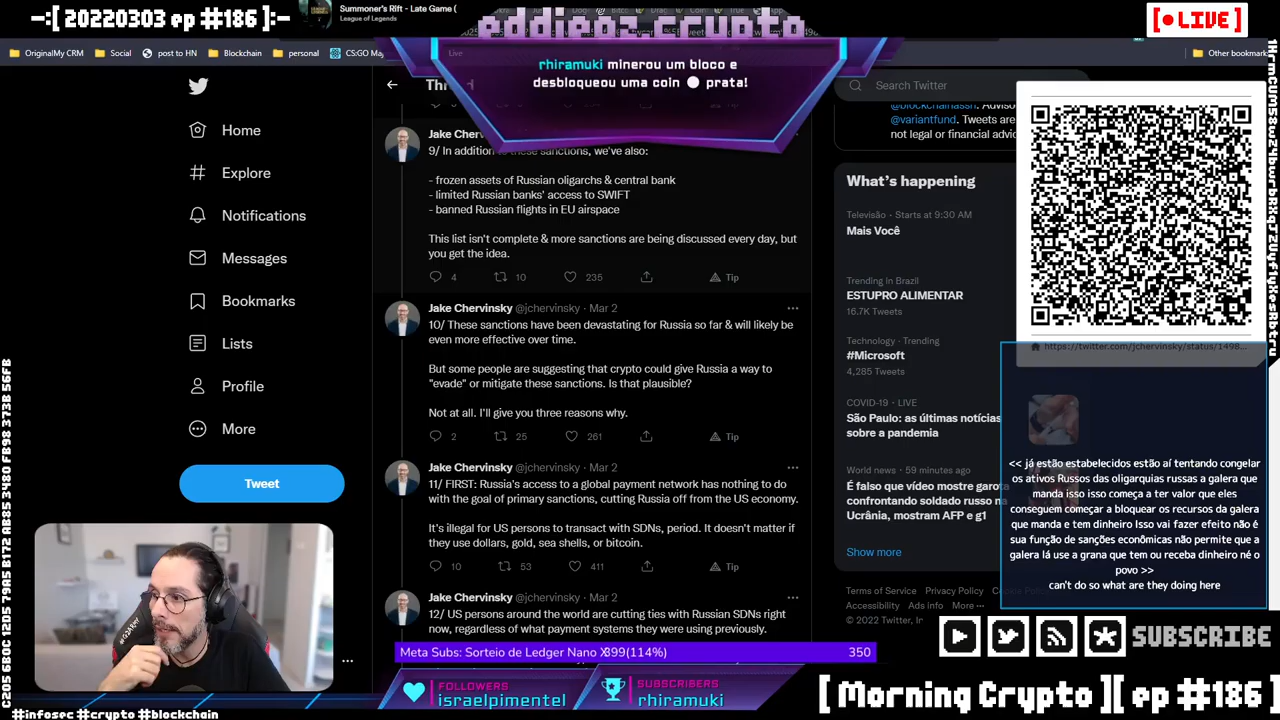 -:[ 20220303 ep #186 ]:-
Summoner's Rift - Late Game (
League of Legends
eddieoz.crypto
[●LIVE]
OriginalMy CRM
Social
post to HN
Blockchain
personal
CS:GO Ma
Live
Other bookmark
rhiramuki minerou um bloco e
desbloqueou uma coin prata!
Home
Explore
Notifications
Messages
Bookmarks
Lists
Profile
More
Tweet
Search Twitter
@variantfund. Tweets are
not legal or financial advic
Jake Cherv
9/ In addition to these sanctions, we've also:
- frozen assets of Russian oligarchs & central bank
- limited Russian banks' access to SWIFT
- banned Russian flights in EU airspace
This list isn't complete & more sanctions are being discussed every day, but
you get the idea.
4 10 235 Tip
Jake Chervinsky @jchervinsky · Mar 2
10/ These sanctions have been devastating for Russia so far & will likely be
even more effective over time.
But some people are suggesting that crypto could give Russia a way to
"evade" or mitigate these sanctions. Is that plausible?
Not at all. I'll give you three reasons why.
2 25 261 Tip
Jake Chervinsky @jchervinsky · Mar 2
11/ FIRST: Russia's access to a global payment network has nothing to do
with the goal of primary sanctions, cutting Russia off from the US economy.
It's illegal for US persons to transact with SDNs, period. It doesn't matter if
they use dollars, gold, sea shells, or bitcoin.
10 53 411 Tip
Jake Chervinsky @jchervinsky · Mar 2
12/ US persons around the world are cutting ties with Russian SDNs right
now, regardless of what payment systems they were using previously.
What's happening
Televisão · Starts at 9:30 AM
Mais Você
Trending in Brazil
ESTUPRO ALIMENTAR
16.7K Tweets
Technology · Trending
#Microsoft
4,285 Tweets
COVID-19 · LIVE
São Paulo: as últimas notícias
sobre a pandemia
World news · 59 minutes ago
É falso que vídeo mostre garota
confrontando soldado russo na
Ucrânia, mostram AFP e g1
Show more
Terms of Service Privacy Policy
Accessibility Ads info More
© 2022 Twitter, In
https://twitter.com/jchervinsky/status/1498...
<< já estão estabelecidos estão aí tentando congelar
os ativos Russos das oligarquias russas a galera que
manda isso isso começa a ter valor que eles
conseguem começar a bloquear os recursos da galera
que manda e tem dinheiro Isso vai fazer efeito não é
sua função de sanções econômicas não permite que a
galera lá use a grana que tem ou receba dinheiro né o
povo >>
can't do so what are they doing here
SUBSCRIBE
Meta Subs: Sorteio de Ledger Nano X 399(114%) 350
FOLLOWERS
israelpimentel
SUBSCRIBERS
rhiramuki
[ Morning Crypto ][ ep #186 ]
infosec #crypto #blockchain